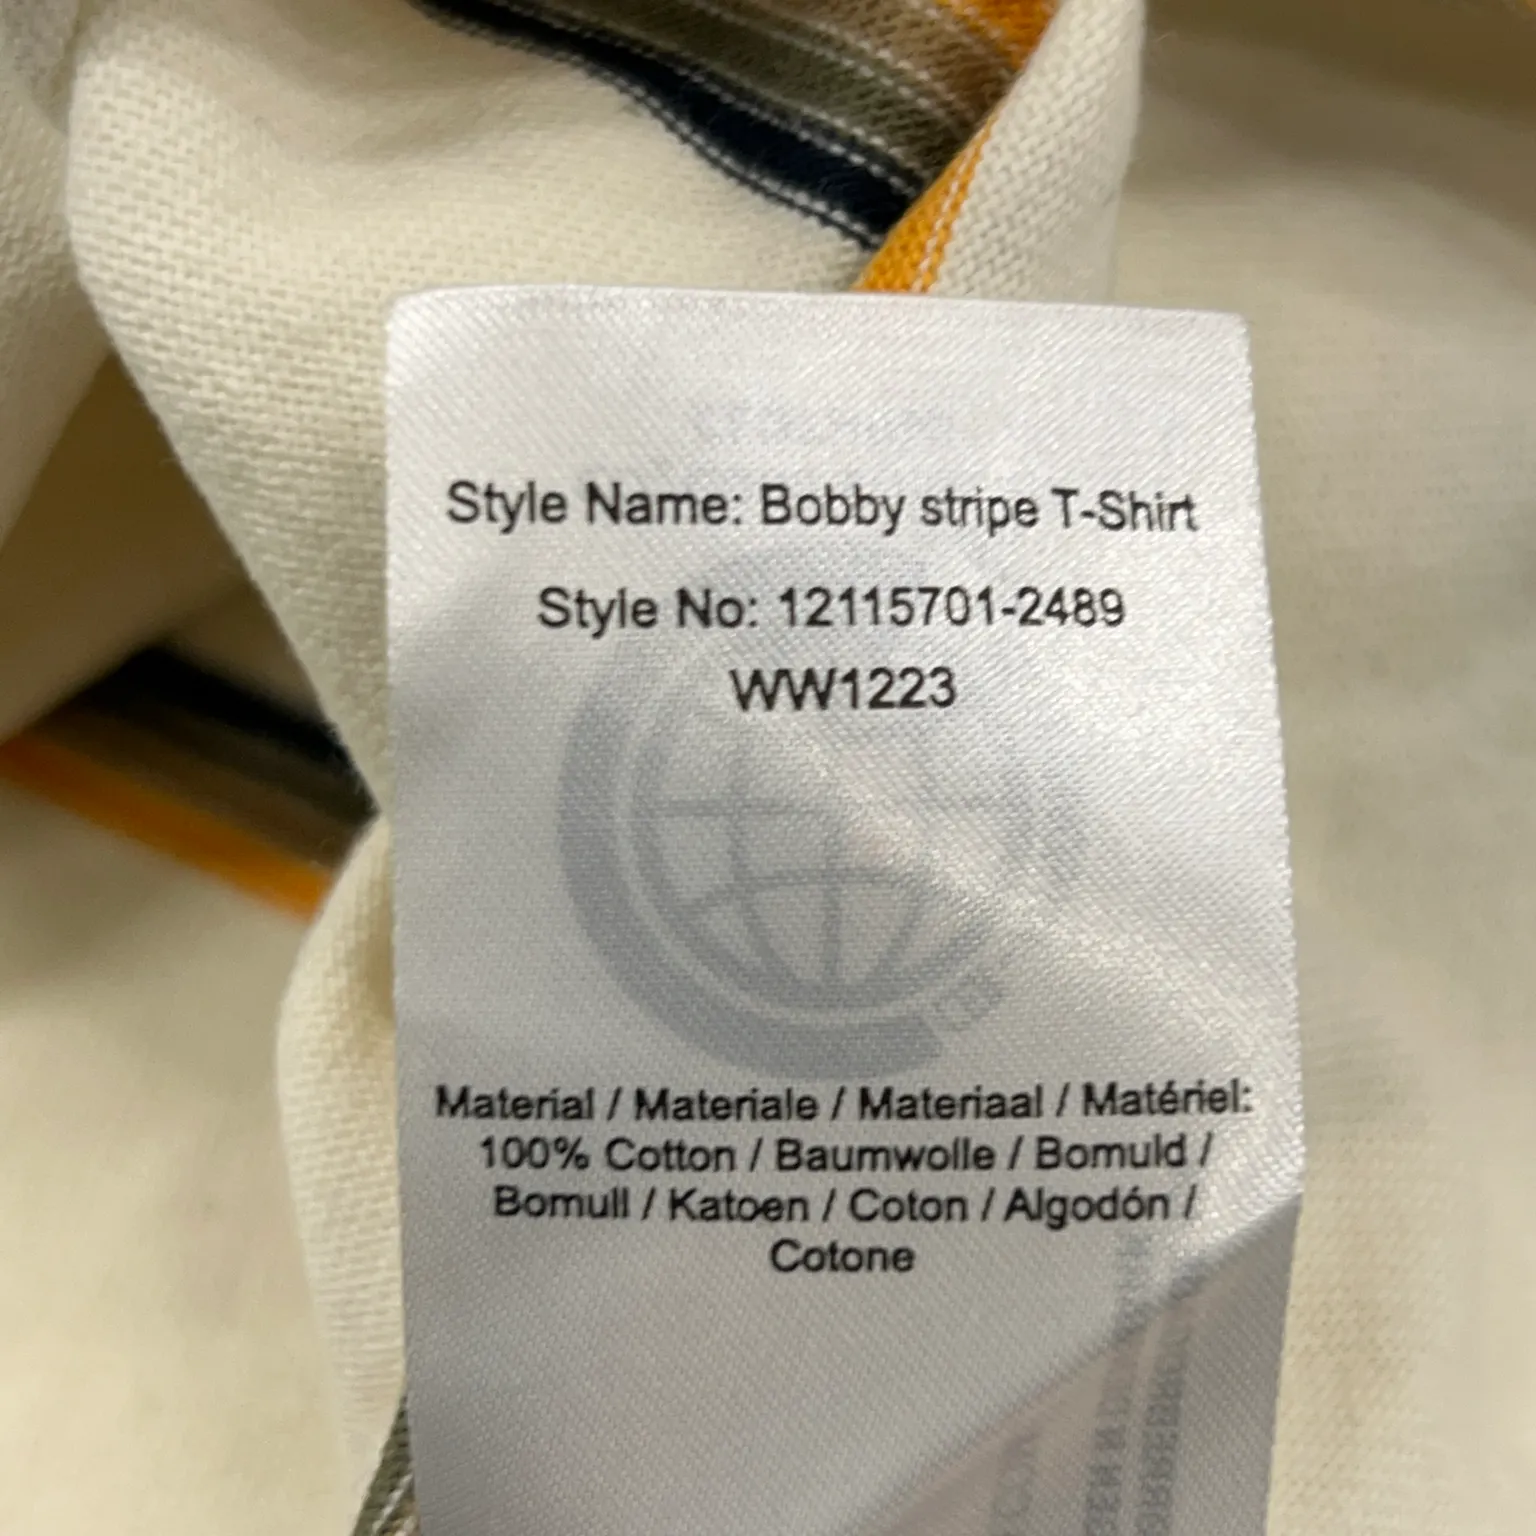 Style Name: Bobby stripe T-Shirt
Style No: 12115701-2489
WW1223
Material / Materiale / Materiaal / Matériel:
100% Cotton / Baumwolle / Bomuld /
Bomull / Katoen / Coton / Algodón /
Cotone